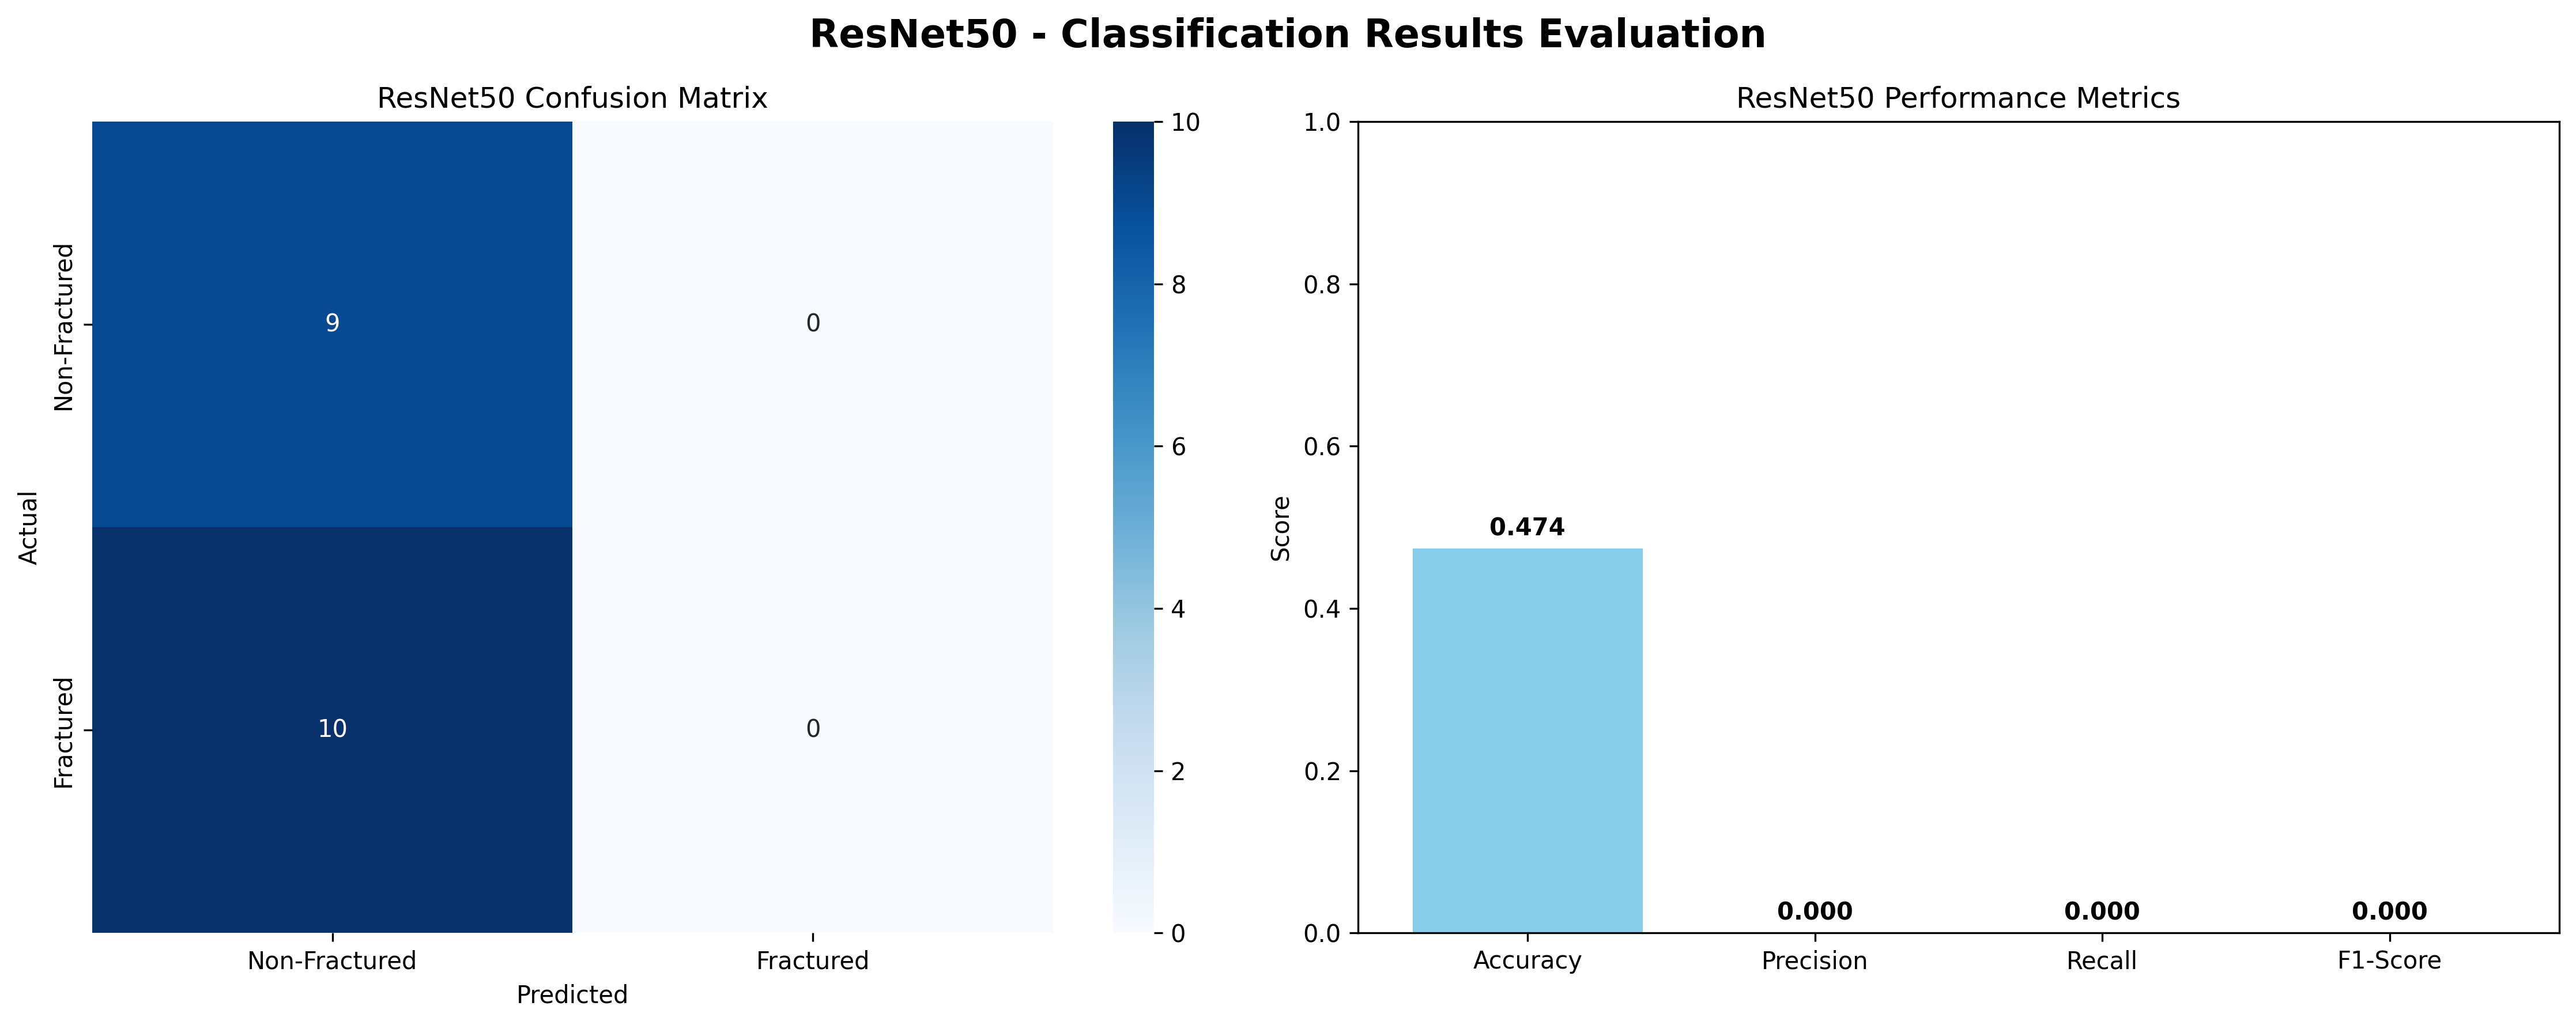 ResNet50 - Classification Results Evaluation
ResNet50 Confusion Matrix
Actual
Non-Fractured
Fractured
9
0
10
0
Non-Fractured
Fractured
Predicted
10
8
6
4
2
0
ResNet50 Performance Metrics
Score
1.0
0.8
0.6
0.4
0.2
0.0
0.474
0.000
0.000
0.000
Accuracy
Precision
Recall
F1-Score